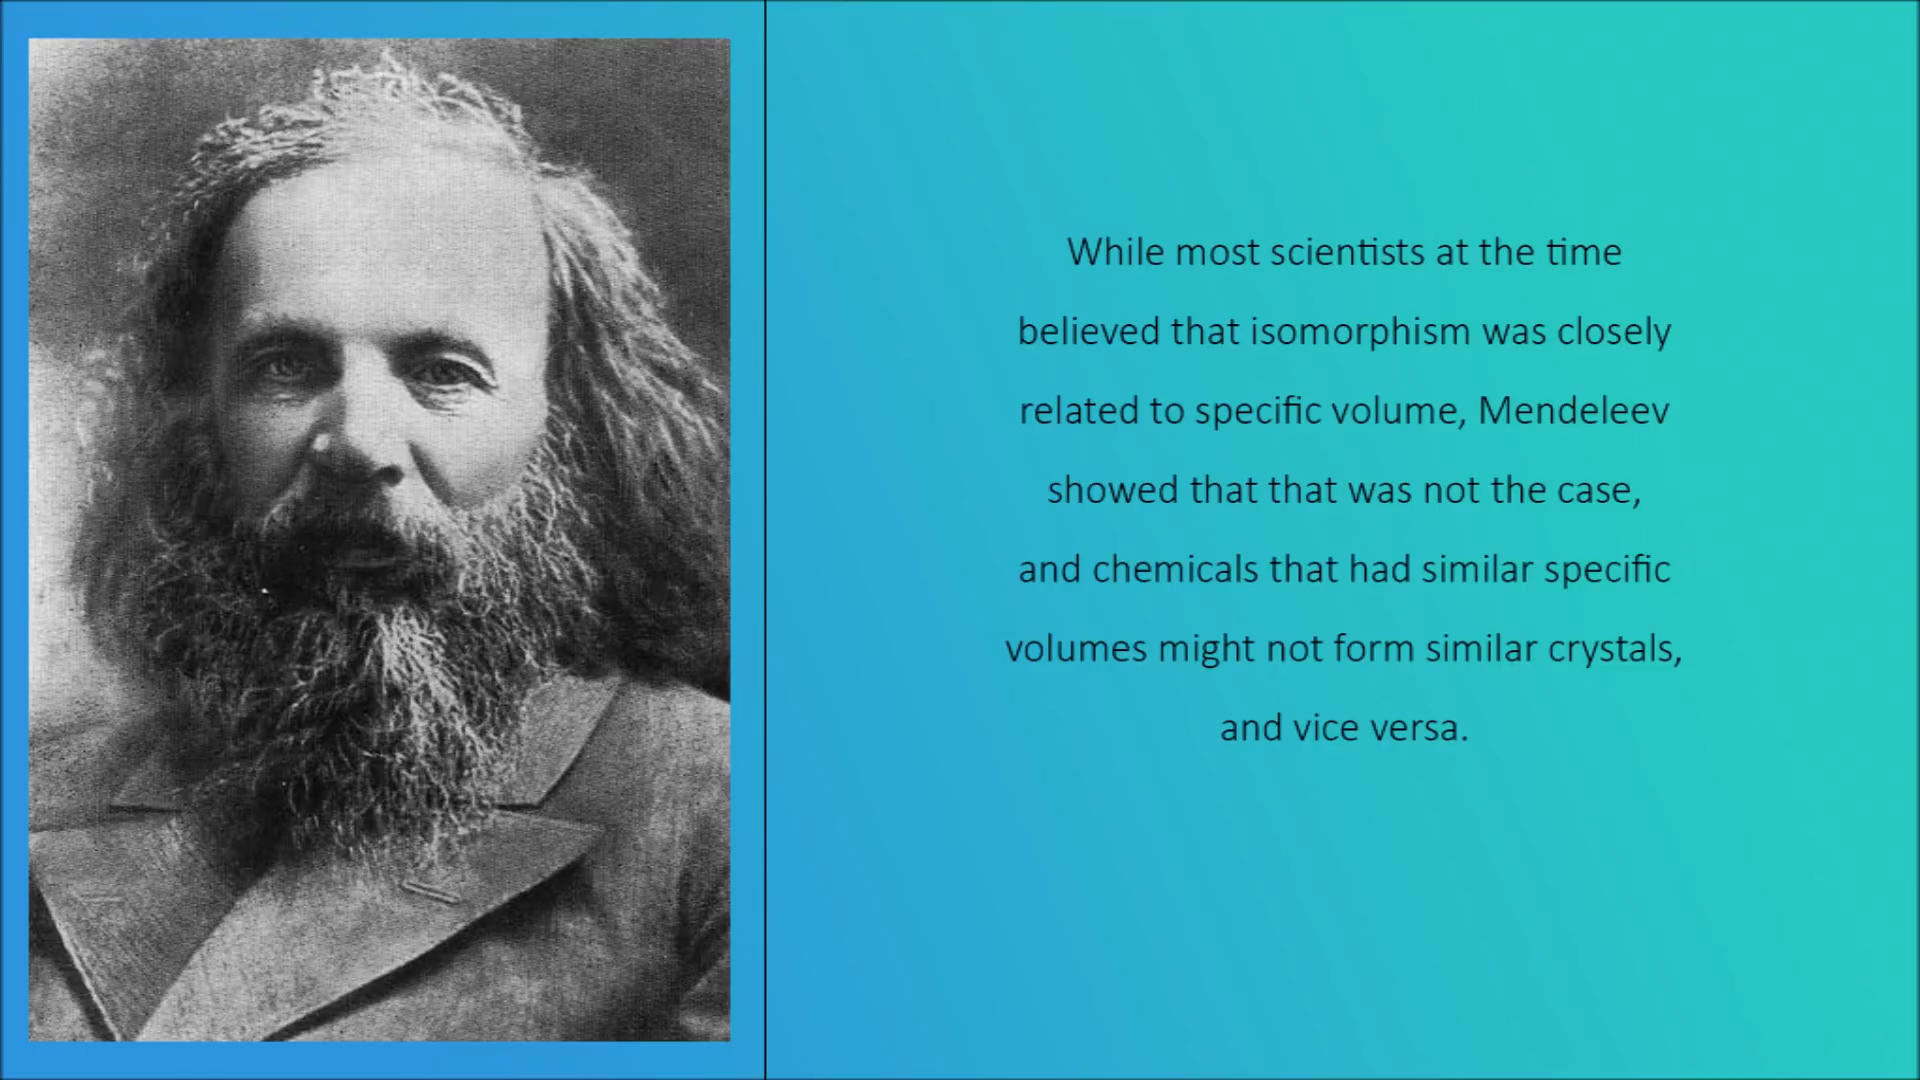 While most scientists at the time
believed that isomorphism was closely
related to specific volume, Mendeleev
showed that that was not the case,
and chemicals that had similar specific
volumes might not form similar crystals,
and vice versa.